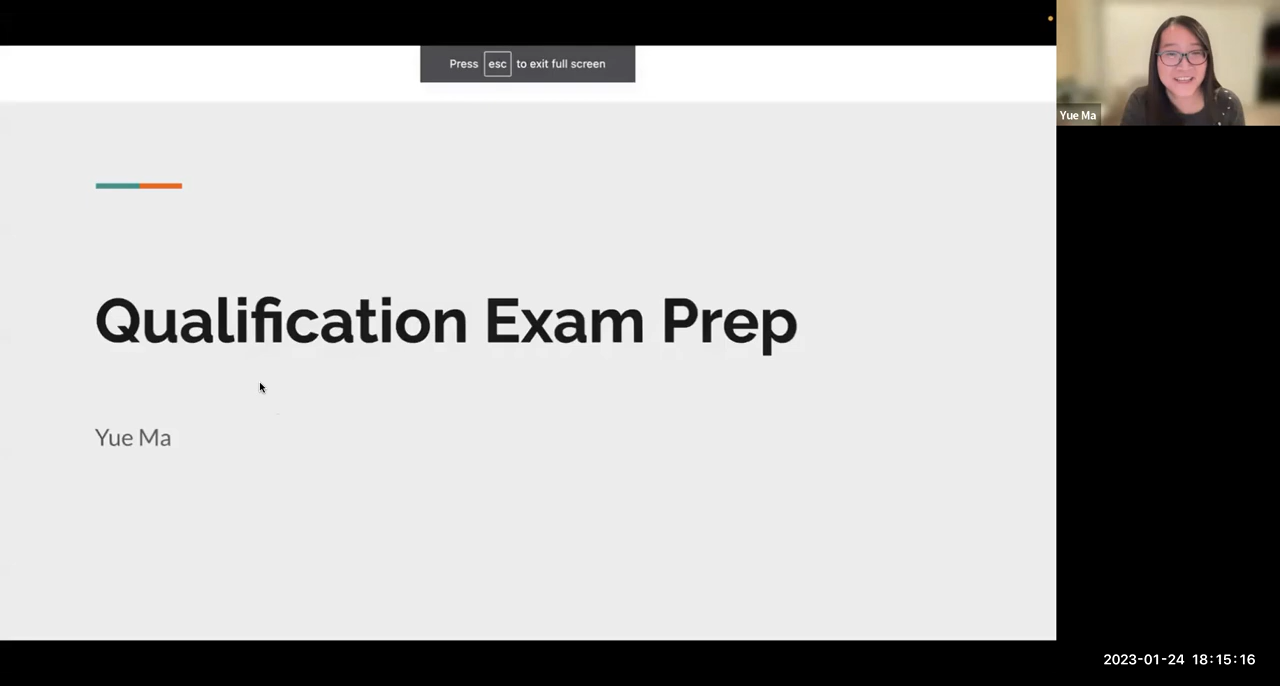 Press esc to exit full screen
Yue Ma
Qualification Exam Prep
Yue Ma
2023-01-24 18:15:16